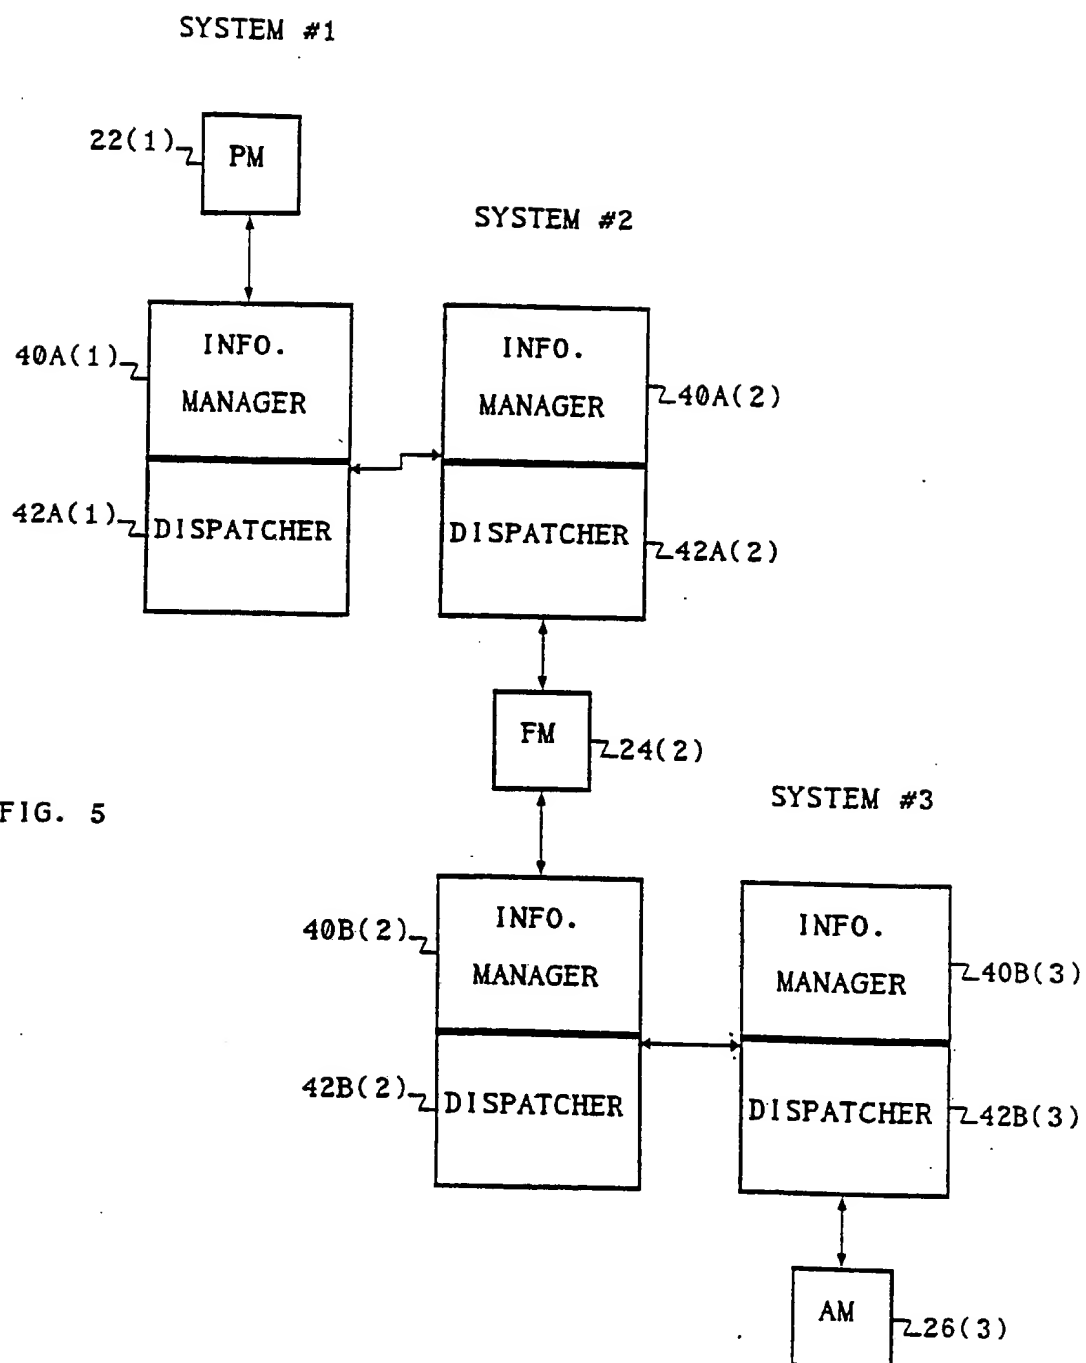 SYSTEM #1
22(1)
PM
SYSTEM #2
INFO.
MANAGER
40A(1)
INFO.
MANAGER
40A(2)
42A(1)
DISPATCHER
DISPATCHER
42A(2)
FM
24(2)
FIG. 5
SYSTEM #3
40B(2)
INFO.
MANAGER
INFO.
MANAGER
40B(3)
42B(2)
DISPATCHER
DISPATCHER
42B(3)
AM
26(3)